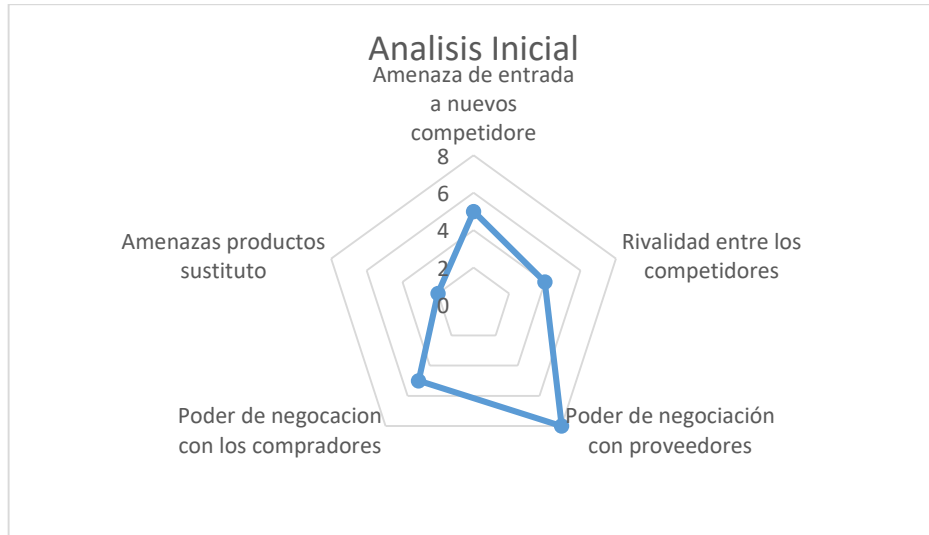 Analisis Inicial
Amenaza de entrada
a nuevos
competidore
8
6
4
2
0
Rivalidad entre los
competidores
Poder de negociación
con proveedores
Poder de negocacion
con los compradores
Amenazas productos
sustituto